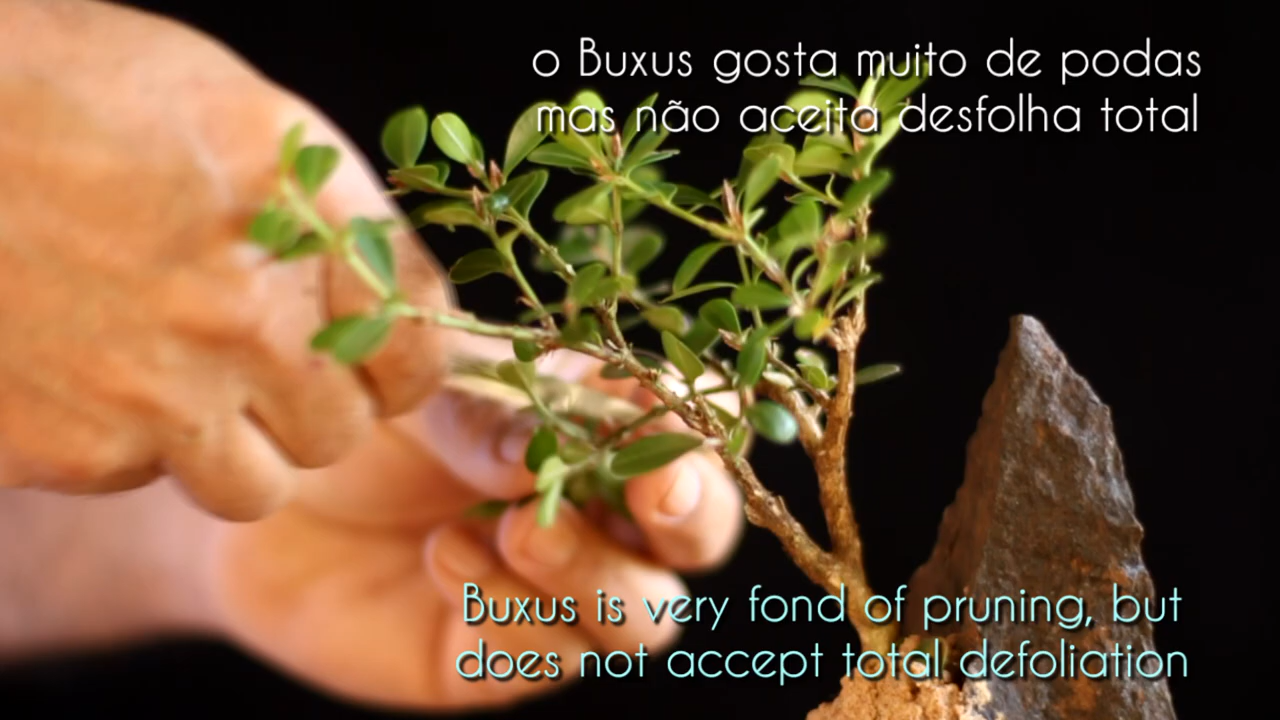 o Buxus gosta muito de podas
mas não aceita desfolha total
Buxus is very fond of pruning, but
does not accept total defoliation